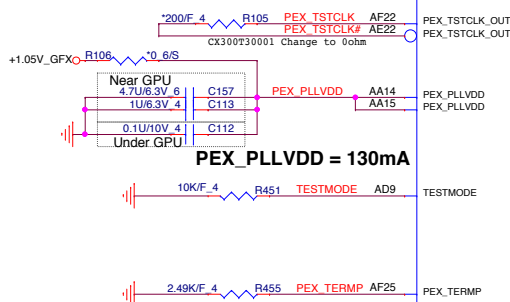 *200/F_4 R105 PEX_TSTCLK AF22 PEX_TSTCLK_OUT
PEX_TSTCLK# AE22 PEX_TSTCLK_OUT
CX300T30001 Change to 0ohm
+1.05V_GFX R106 *0_6/S
Near GPU
4.7U/6.3V_6 C157 PEX_PLLVDD AA14 PEX_PLLVDD
1U/6.3V_4 C113 AA15 PEX_PLLVDD
0.1U/10V_4 C112
Under GPU
PEX_PLLVDD = 130mA
10K/F_4 R451 TESTMODE AD9 TESTMODE
2.49K/F_4 R455 PEX_TERMP AF25 PEX_TERMP